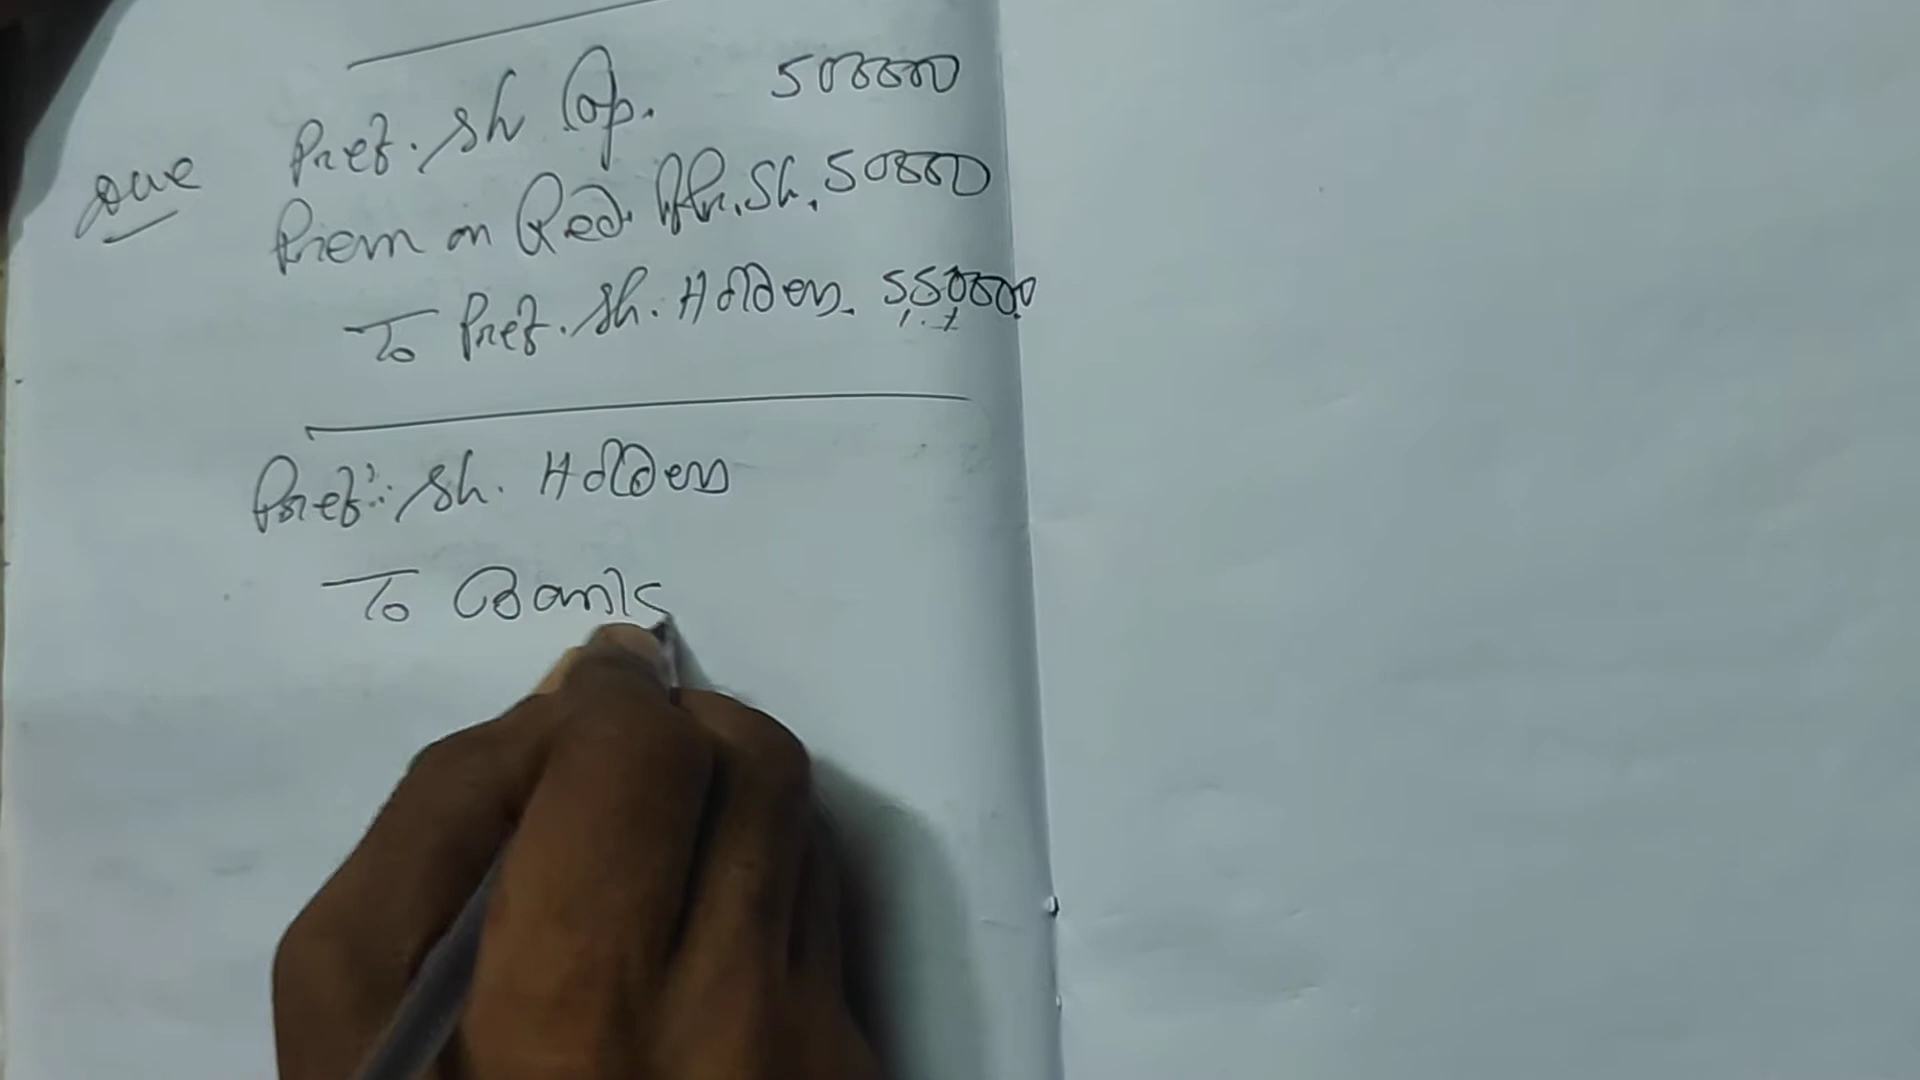 due
Pref. sh Cap. 500000
Prem on Red. Pr. Sh. 50000
To Pref. Sh. Holders. 550000
Pref. Sh. Holders
To Bank